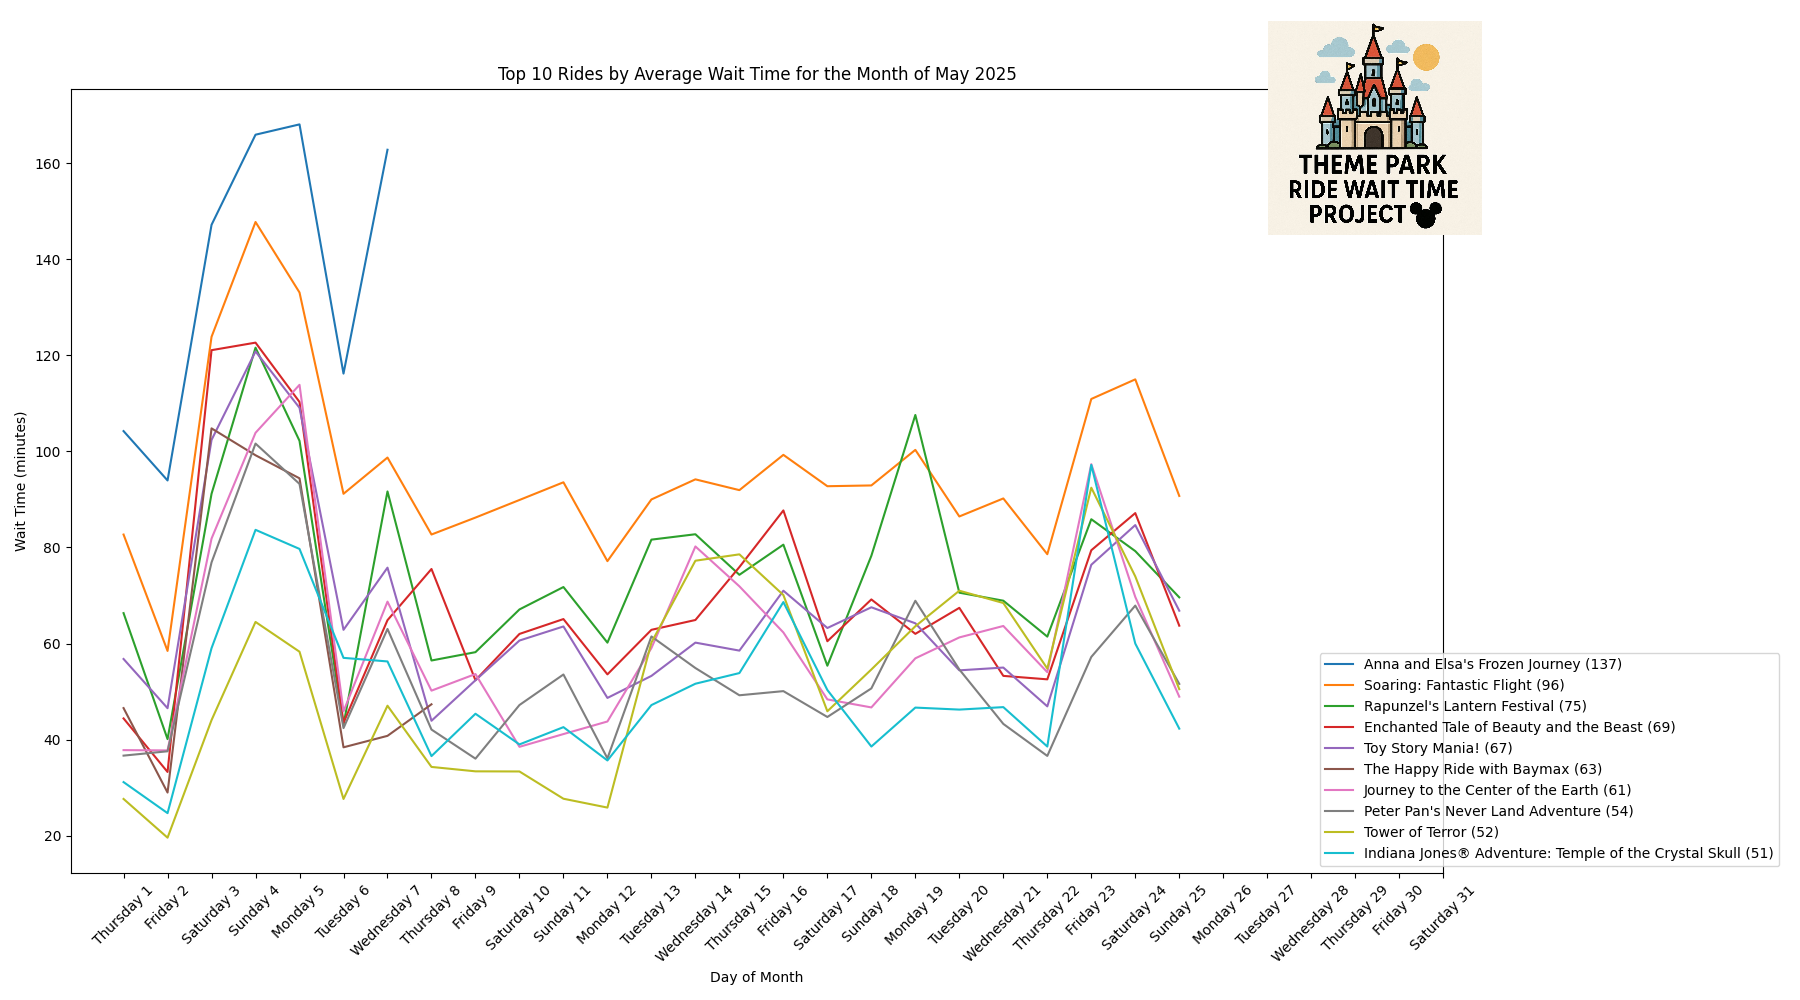 THEME PARK
RIDE WAIT TIME
PROJECT
Top 10 Rides by Average Wait Time for the Month of May 2025
Wait Time (minutes)
160
140
120
100
80
60
40
20
Anna and Elsa's Frozen Journey (137)
Soaring: Fantastic Flight (96)
Rapunzel's Lantern Festival (75)
Enchanted Tale of Beauty and the Beast (69)
Toy Story Mania! (67)
The Happy Ride with Baymax (63)
Journey to the Center of the Earth (61)
Peter Pan's Never Land Adventure (54)
Tower of Terror (52)
Indiana Jones® Adventure: Temple of the Crystal Skull (51)
Thursday 1
Friday 2
Saturday 3
Sunday 4
Monday 5
Tuesday 6
Wednesday 7
Thursday 8
Friday 9
Saturday 10
Sunday 11
Monday 12
Tuesday 13
Wednesday 14
Thursday 15
Friday 16
Saturday 17
Sunday 18
Monday 19
Tuesday 20
Wednesday 21
Thursday 22
Friday 23
Saturday 24
Sunday 25
Monday 26
Tuesday 27
Wednesday 28
Thursday 29
Friday 30
Saturday 31
Day of Month